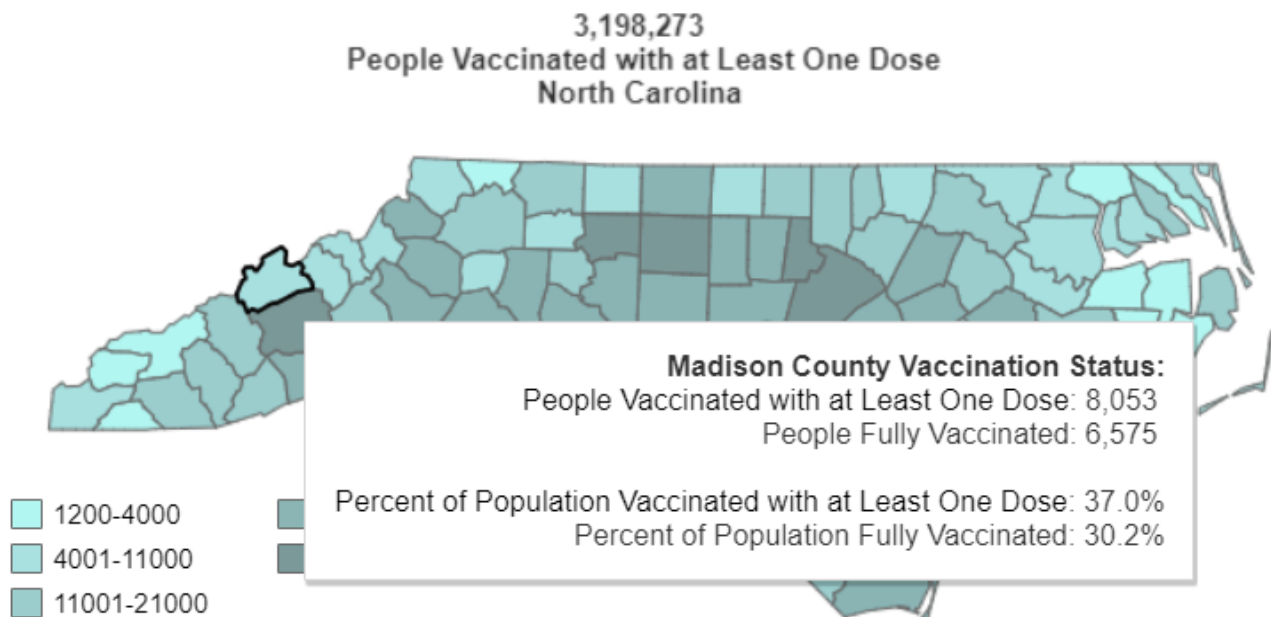 3,198,273
People Vaccinated with at Least One Dose
North Carolina
Madison County Vaccination Status:
People Vaccinated with at Least One Dose: 8,053
People Fully Vaccinated: 6,575
Percent of Population Vaccinated with at Least One Dose: 37.0%
Percent of Population Fully Vaccinated: 30.2%
1200-4000
4001-11000
11001-21000